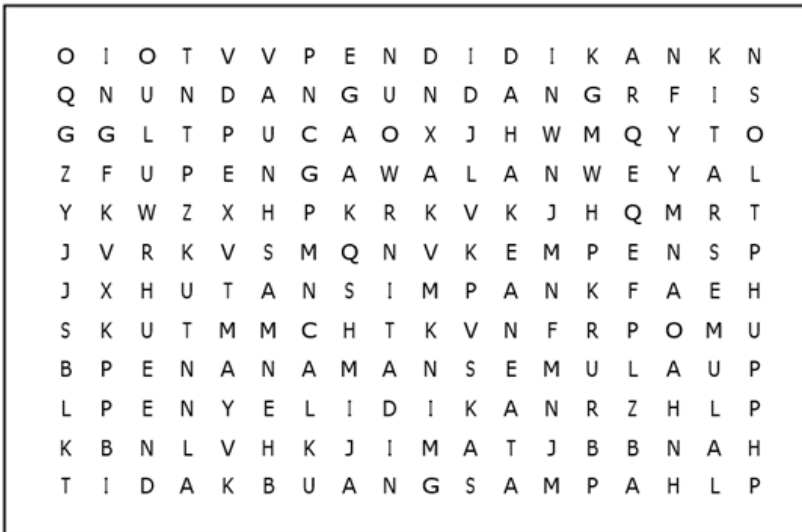 O I O T V V P E N D I D I K A N K N
Q N U N D A N G U N D A N G R F I S
G G L T P U C A O X J H W M Q Y T O
Z F U P E N G A W A L A N W E Y A L
Y K W Z X H P K R K V K J H Q M R T
J V R K V S M Q N V K E M P E N S P
J X H U T A N S I M P A N K F A E H
S K U T M M C H T K V N F R P O M U
B P E N A N A M A N S E M U L A U P
L P E N Y E L I D I K A N R Z H L P
K B N L V H K J I M A T J B B N A H
T I D A K B U A N G S A M P A H L P